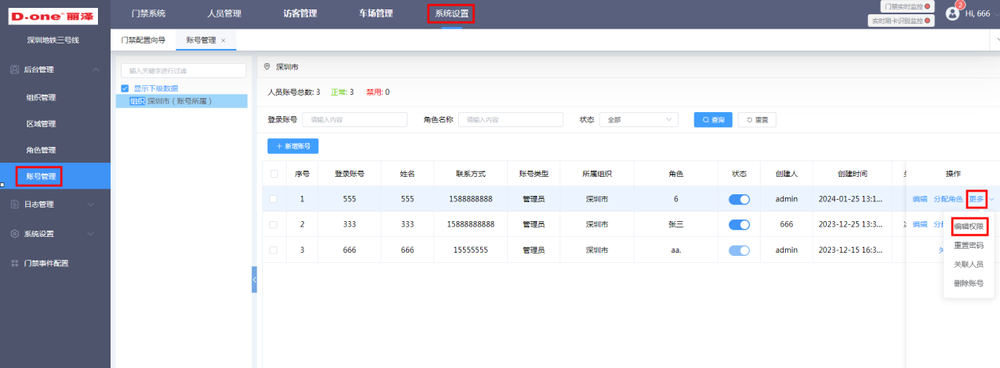 D-one® 丽泽
深圳地铁三号线
后台管理
组织管理
区域管理
角色管理
账号管理
日志管理
系统设置
门禁事件配置
门禁系统 人员管理 访客管理 车场管理 系统设置
门禁实时监控
实时刷卡识别监控
2
Hi, 666
门禁配置向导 账号管理 ×
输入关键字进行过滤
显示下级数据
组织 深圳市（账号所属）
深圳市
人员账号总数: 3 正常: 3 禁用: 0
登录账号 请输入内容 角色名称 请输入内容 状态 全部 查询 重置
+ 新增账号
序号 登录账号 姓名 联系方式 账号类型 所属组织 角色 状态 创建人 创建时间 操作
1 555 555 1588888888 管理员 深圳市 6 admin 2024-01-25 13:1... 编辑 分配角色 更多
2 333 333 15888888888 管理员 深圳市 张三 666 2023-12-25 13:3... 编辑
3 666 666 15555555 管理员 深圳市 aa. admin 2023-12-15 16:3...
编辑权限
重置密码
关联人员
删除账号